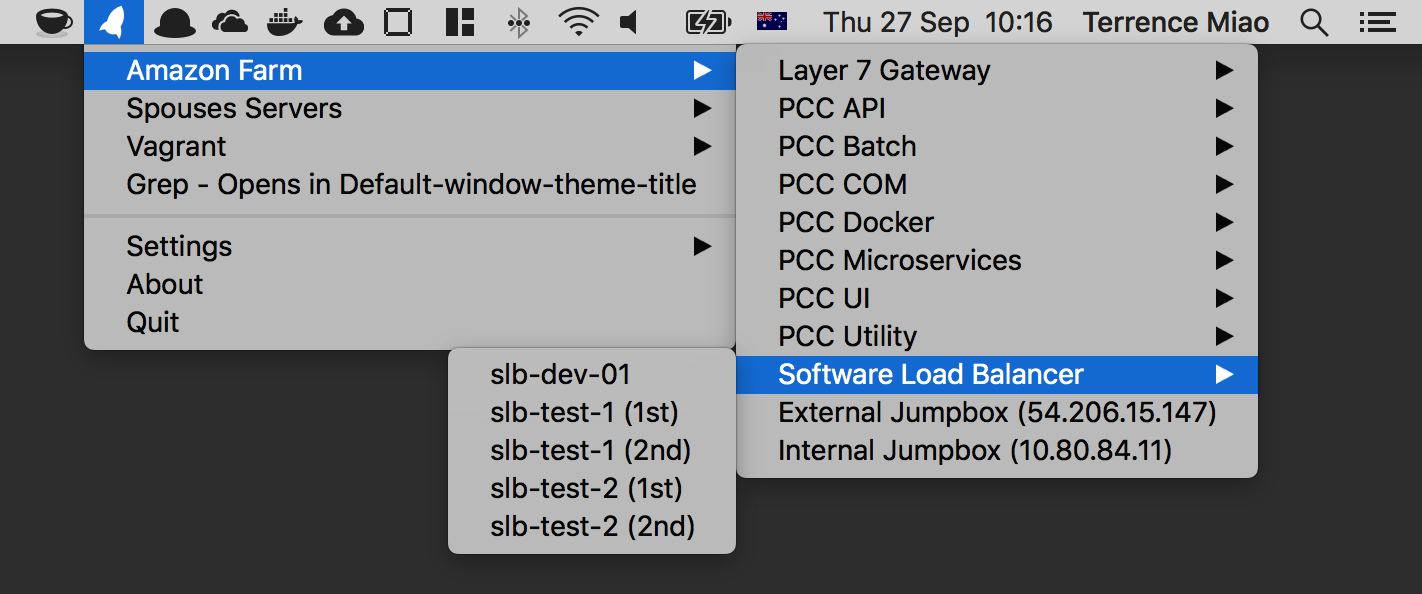 Thu 27 Sep 10:16 Terrence Miao
Amazon Farm
Spouses Servers
Vagrant
Grep - Opens in Default-window-theme-title
Settings
About
Quit
Layer 7 Gateway
PCC API
PCC Batch
PCC COM
PCC Docker
PCC Microservices
PCC UI
PCC Utility
Software Load Balancer
External Jumpbox (54.206.15.147)
Internal Jumpbox (10.80.84.11)
slb-dev-01
slb-test-1 (1st)
slb-test-1 (2nd)
slb-test-2 (1st)
slb-test-2 (2nd)